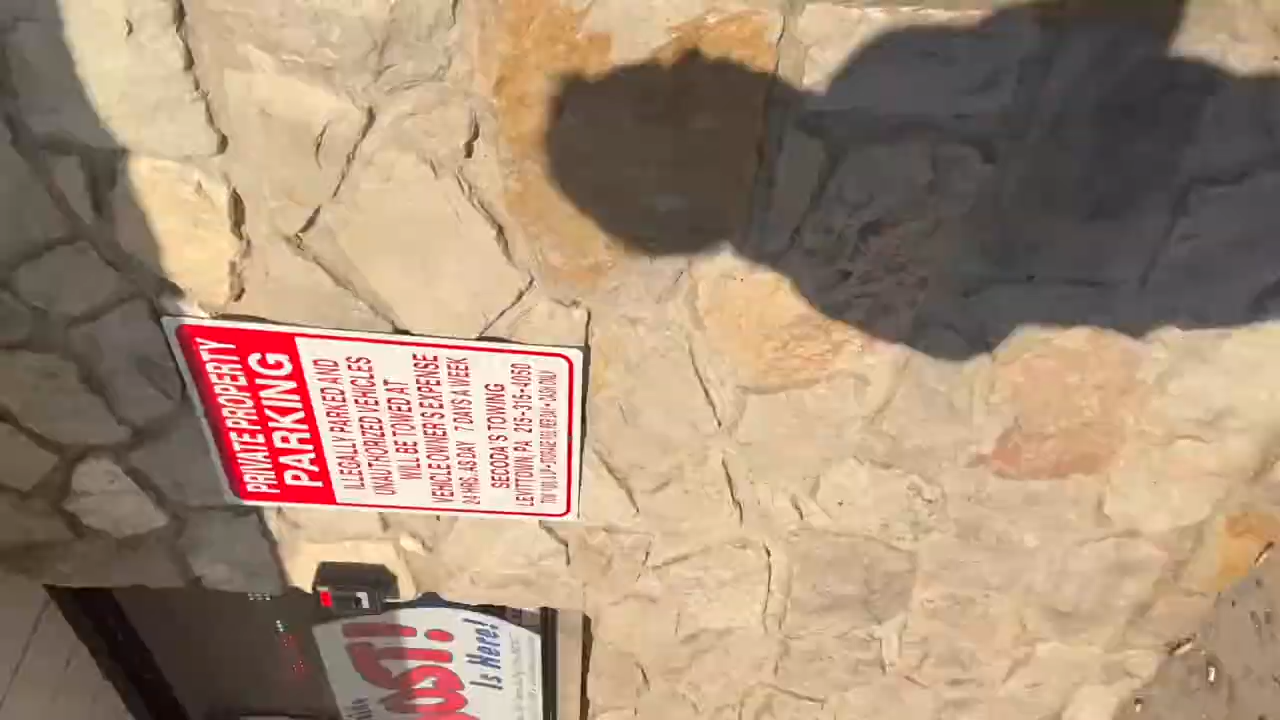 PRIVATE PROPERTY
PARKING
ILLEGALLY PARKED AND
UNAUTHORIZED VEHICLES
WILL BE TOWED AT
VEHICLE OWNER'S EXPENSE
24 HRS. A DAY 7 DAYS A WEEK
SECODA'S TOWING
LEVITTOWN, PA 215-315-4050
Is Here!